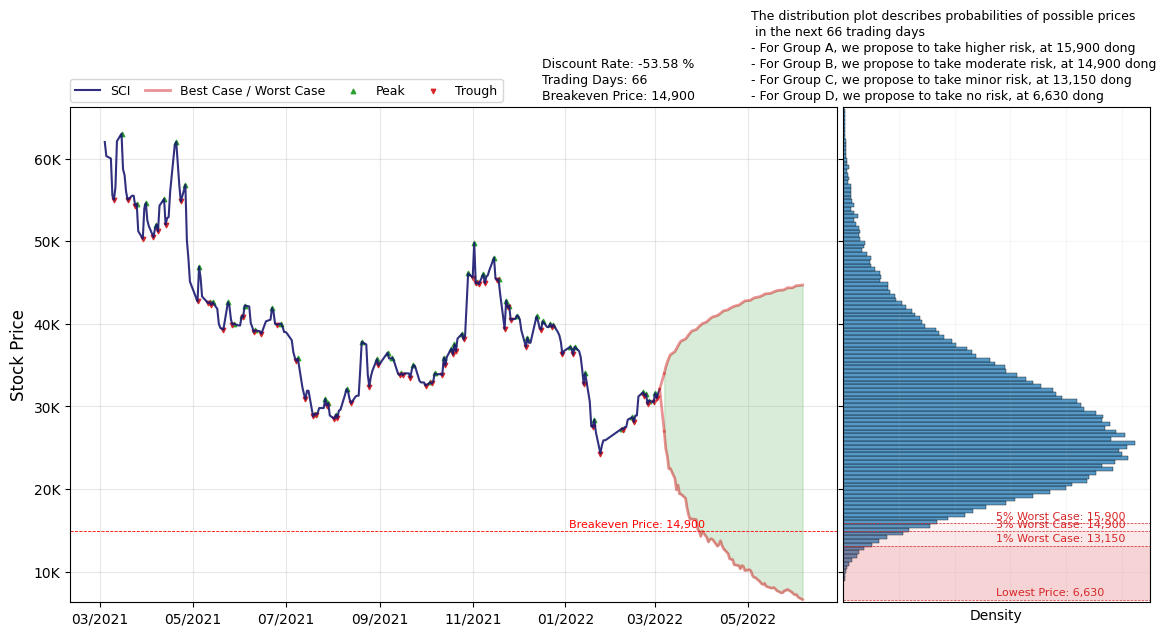 The distribution plot describes probabilities of possible prices
in the next 66 trading days
- For Group A, we propose to take higher risk, at 15,900 dong
- For Group B, we propose to take moderate risk, at 14,900 dong
- For Group C, we propose to take minor risk, at 13,150 dong
- For Group D, we propose to take no risk, at 6,630 dong
Discount Rate: -53.58 %
Trading Days: 66
Breakeven Price: 14,900
SCI
Best Case / Worst Case
Peak
Trough
Stock Price
60K
50K
40K
30K
20K
10K
Breakeven Price: 14,900
03/2021
05/2021
07/2021
09/2021
11/2021
01/2022
03/2022
05/2022
5% Worst Case: 15,900
3% Worst Case: 14,900
1% Worst Case: 13,150
Lowest Price: 6,630
Density